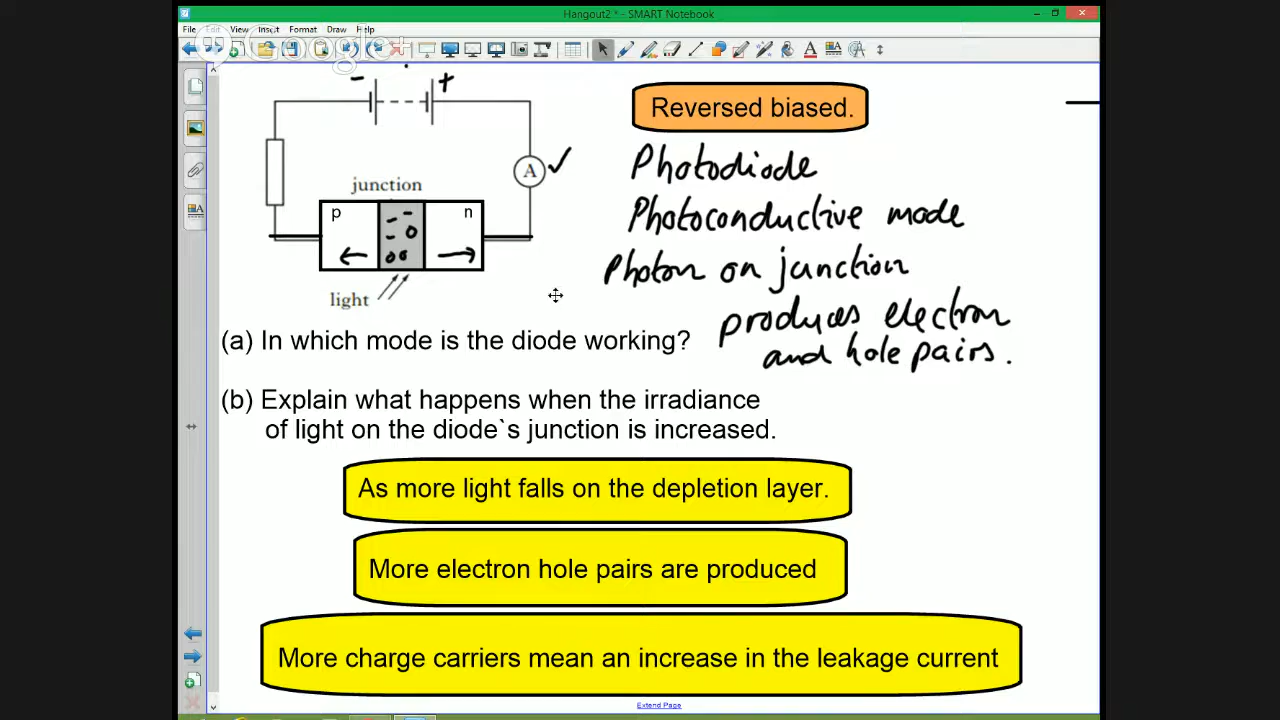 Hangout2 * - SMART Notebook
File Edit View Insert Format Draw Help
Google+
- +
A
junction
p n
light
Reversed biased.
Photodiode
Photoconductive mode
Photon on junction
produces electron
and hole pairs.
(a) In which mode is the diode working?
(b) Explain what happens when the irradiance
of light on the diode`s junction is increased.
As more light falls on the depletion layer.
More electron hole pairs are produced
More charge carriers mean an increase in the leakage current
Extend Page